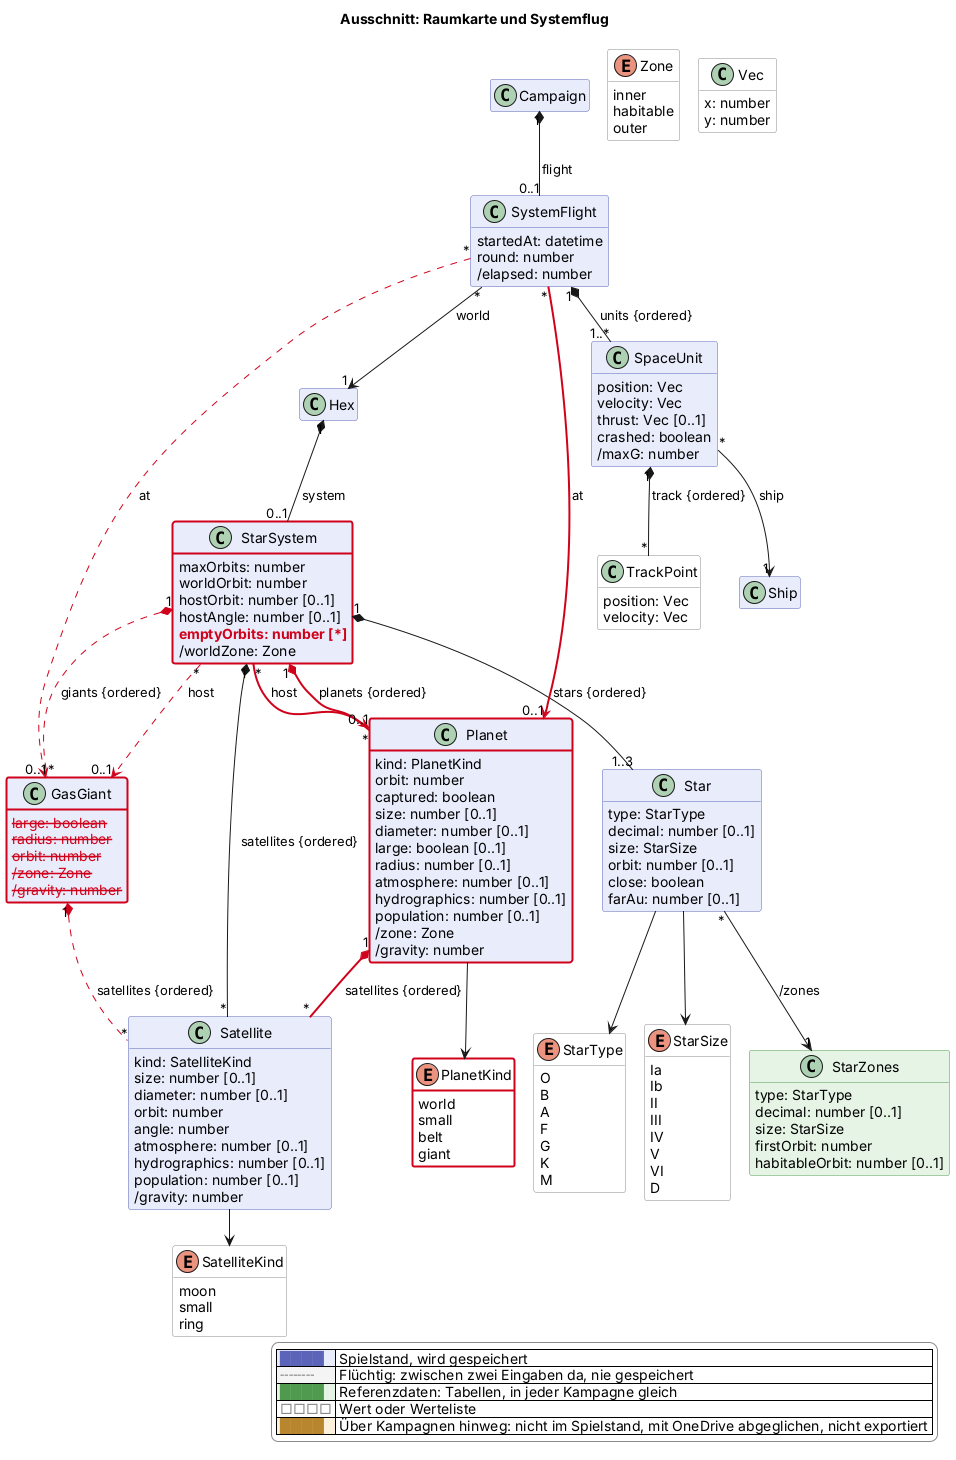 Ausschnitt: Raumkarte und Systemflug
Campaign
Zone
inner
habitable
outer
Vec
x: number
y: number
1
flight
0..1
SystemFlight
startedAt: datetime
round: number
/elapsed: number
*
*
*
1
world
at
at
units {ordered}
1
1..*
Hex
SpaceUnit
position: Vec
velocity: Vec
thrust: Vec [0..1]
crashed: boolean
/maxG: number
1
system
0..1
1
track {ordered}
*
*
ship
1
TrackPoint
position: Vec
velocity: Vec
Ship
StarSystem
maxOrbits: number
worldOrbit: number
hostOrbit: number [0..1]
hostAngle: number [0..1]
emptyOrbits: number [*]
/worldZone: Zone
1
1
*
*
1
1
giants {ordered}
host
host
planets {ordered}
stars {ordered}
0..1
*
0..1
0..1
*
0..1
1..3
GasGiant
large: boolean
radius: number
orbit: number
/zone: Zone
/gravity: number
Planet
kind: PlanetKind
orbit: number
captured: boolean
size: number [0..1]
diameter: number [0..1]
large: boolean [0..1]
radius: number [0..1]
atmosphere: number [0..1]
hydrographics: number [0..1]
population: number [0..1]
/zone: Zone
/gravity: number
Star
type: StarType
decimal: number [0..1]
size: StarSize
orbit: number [0..1]
close: boolean
farAu: number [0..1]
satellites {ordered}
1
1
*
satellites {ordered}
satellites {ordered}
/zones
*
*
*
1
Satellite
kind: SatelliteKind
size: number [0..1]
diameter: number [0..1]
orbit: number
angle: number
atmosphere: number [0..1]
hydrographics: number [0..1]
population: number [0..1]
/gravity: number
PlanetKind
world
small
belt
giant
StarType
O
B
A
F
G
K
M
StarSize
Ia
Ib
II
III
IV
V
VI
D
StarZones
type: StarType
decimal: number [0..1]
size: StarSize
firstOrbit: number
habitableOrbit: number [0..1]
SatelliteKind
moon
small
ring
Spielstand, wird gespeichert
-------- Flüchtig: zwischen zwei Eingaben da, nie gespeichert
Referenzdaten: Tabellen, in jeder Kampagne gleich
Wert oder Werteliste
Über Kampagnen hinweg: nicht im Spielstand, mit OneDrive abgeglichen, nicht exportiert